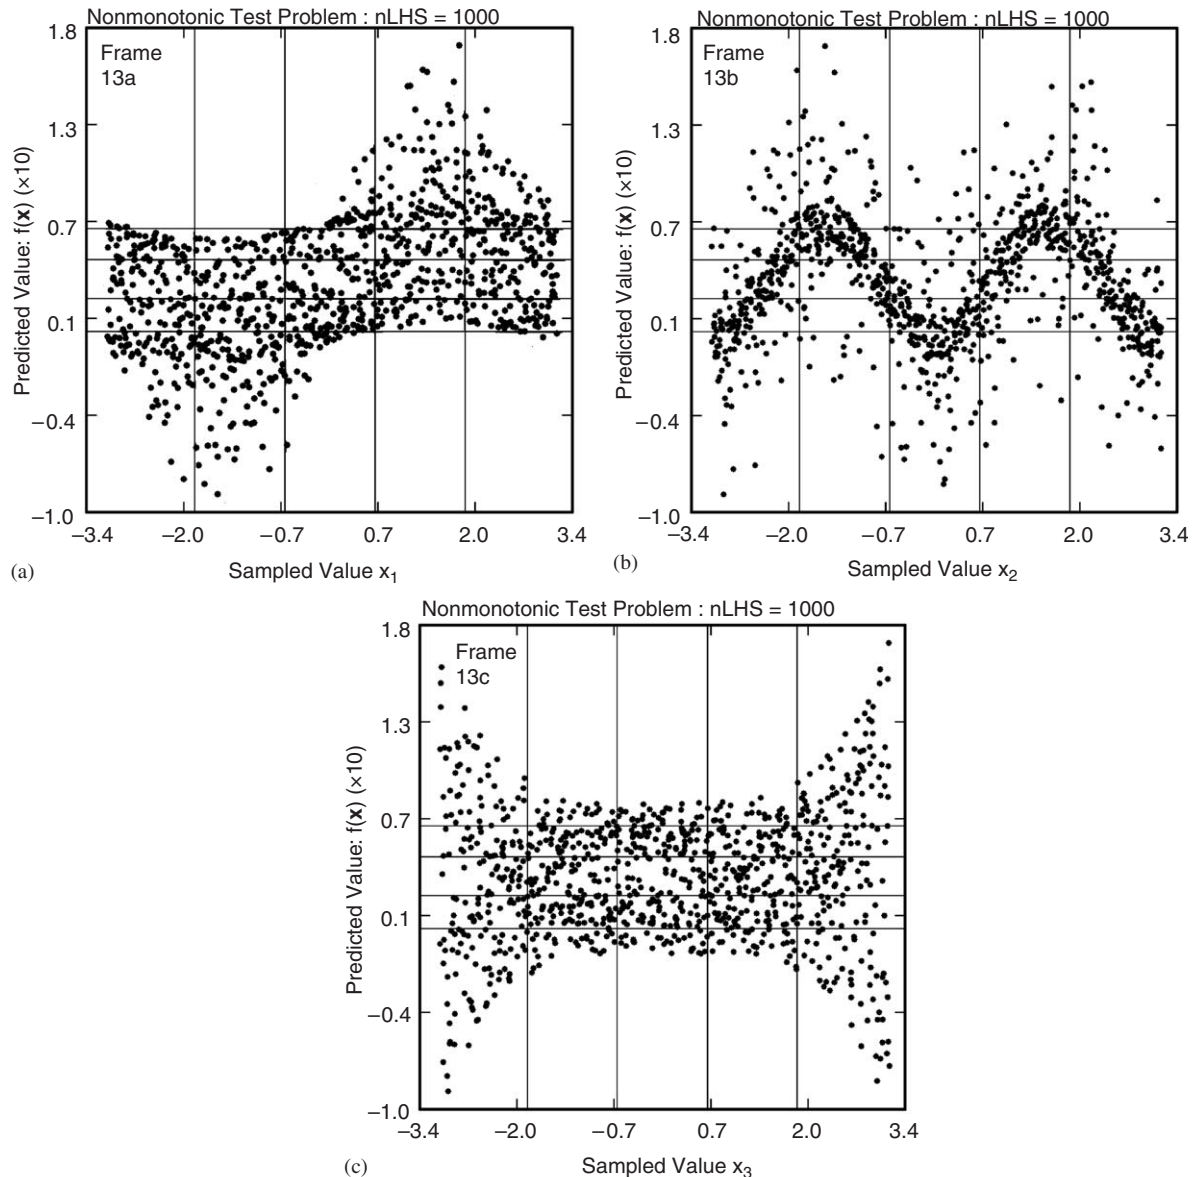 Nonmonotonic Test Problem : nLHS = 1000
Frame
13a
Predicted Value: f(x) (×10)
1.8
1.3
0.7
0.1
−0.4
−1.0
−3.4
−2.0
−0.7
0.7
2.0
3.4
Sampled Value x1
(a)
Nonmonotonic Test Problem : nLHS = 1000
Frame
13b
Predicted Value: f(x) (×10)
1.8
1.3
0.7
0.1
−0.4
−1.0
−3.4
−2.0
−0.7
0.7
2.0
3.4
Sampled Value x2
(b)
Nonmonotonic Test Problem : nLHS = 1000
Frame
13c
Predicted Value: f(x) (×10)
1.8
1.3
0.7
0.1
−0.4
−1.0
−3.4
−2.0
−0.7
0.7
2.0
3.4
Sampled Value x3
(c)